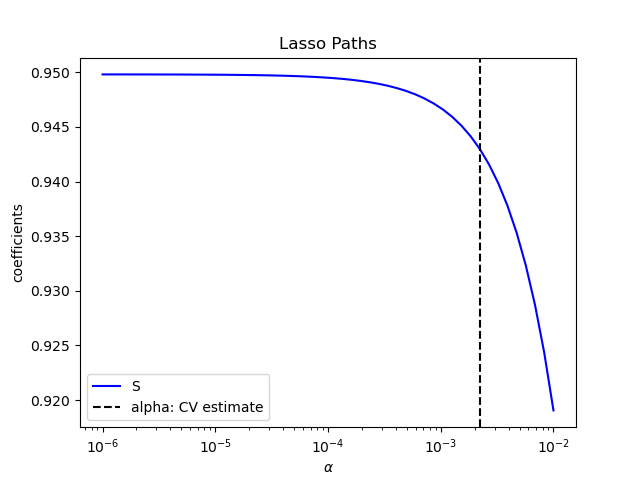 Lasso Paths
coefficients
0.950
0.945
0.940
0.935
0.930
0.925
0.920
S
alpha: CV estimate
10⁻⁶
10⁻⁵
10⁻⁴
10⁻³
10⁻²
α